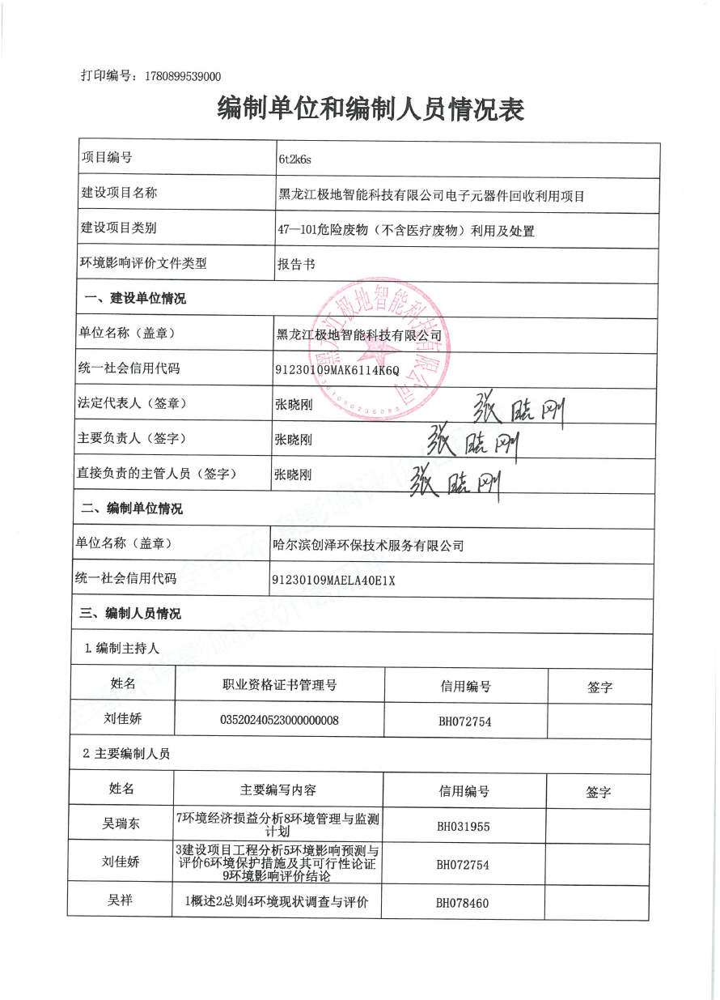 打印编号：1780899539000
编制单位和编制人员情况表
项目编号 6t2k6s
建设项目名称 黑龙江极地智能科技有限公司电子元器件回收利用项目
建设项目类别 47—101危险废物（不含医疗废物）利用及处置
环境影响评价文件类型 报告书
一、建设单位情况
单位名称（盖章） 黑龙江极地智能科技有限公司
黑龙江极地智能科技有限公司
统一社会信用代码 91230109MAK6114K6Q
法定代表人（签章） 张晓刚 张晓刚
主要负责人（签字） 张晓刚 张晓刚
直接负责的主管人员（签字） 张晓刚 张晓刚
二、编制单位情况
单位名称（盖章） 哈尔滨创泽环保技术服务有限公司
统一社会信用代码 91230109MAELA40E1X
三、编制人员情况
1.编制主持人
姓名 职业资格证书管理号 信用编号 签字
刘佳娇 03520240523000000008 BH072754
2.主要编制人员
姓名 主要编写内容 信用编号 签字
吴瑞东 7环境经济损益分析8环境管理与监测
计划 BH031955
刘佳娇 3建设项目工程分析5环境影响预测与
评价6环境保护措施及其可行性论证
9环境影响评价结论 BH072754
吴祥 1概述2总则4环境现状调查与评价 BH078460